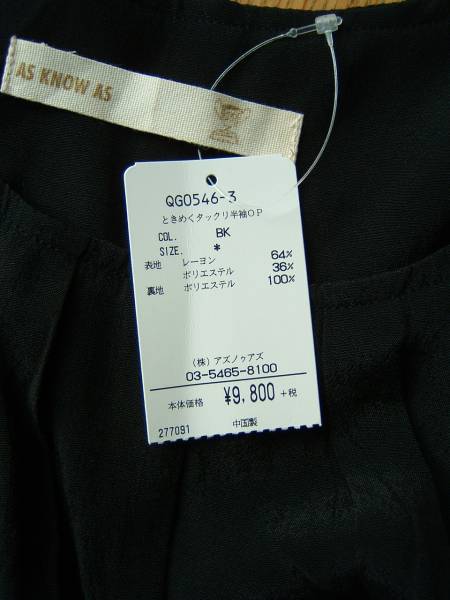 AS KNOW AS
QG0546-3
ときめくタックリ半袖OP
COL. BK
SIZE. *
表地 レーヨン 64%
ポリエステル 36%
裏地 ポリエステル 100%
(株) アズノゥアズ
03-5465-8100
本体価格 ¥9,800 +税
277091 中国製